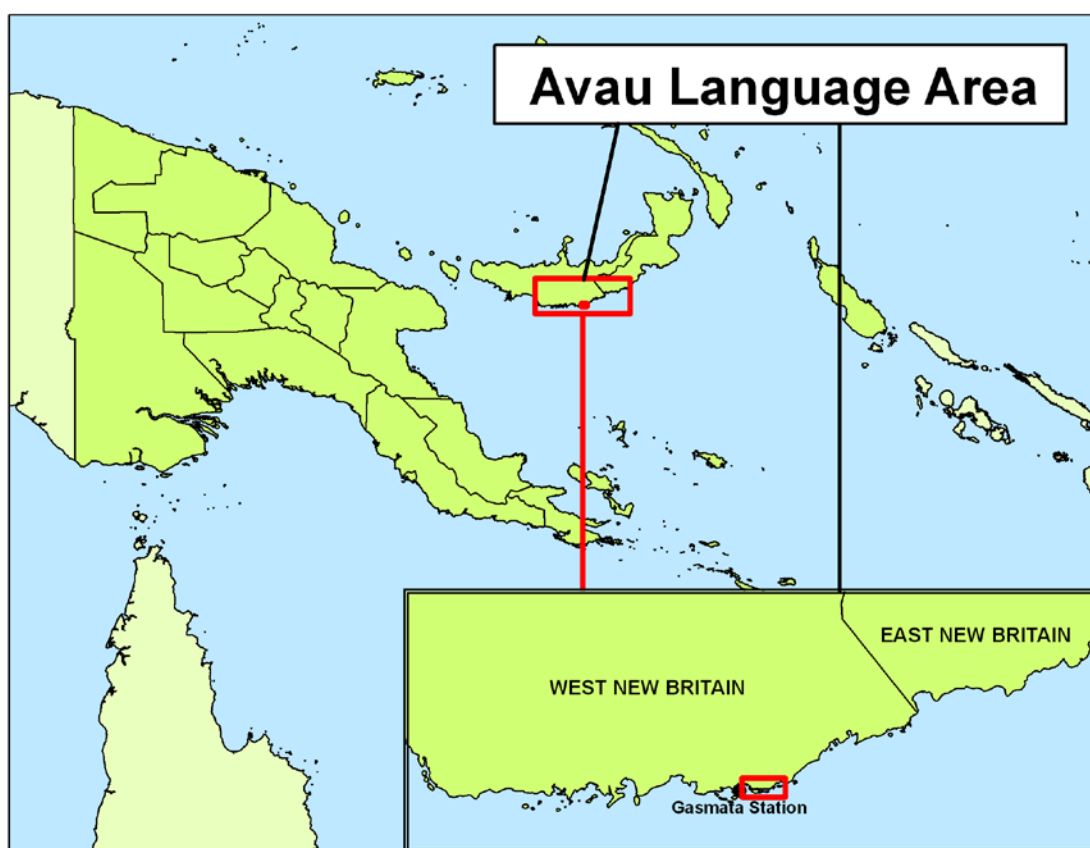 Avau Language Area
EAST NEW BRITAIN
WEST NEW BRITAIN
Gasmata Station